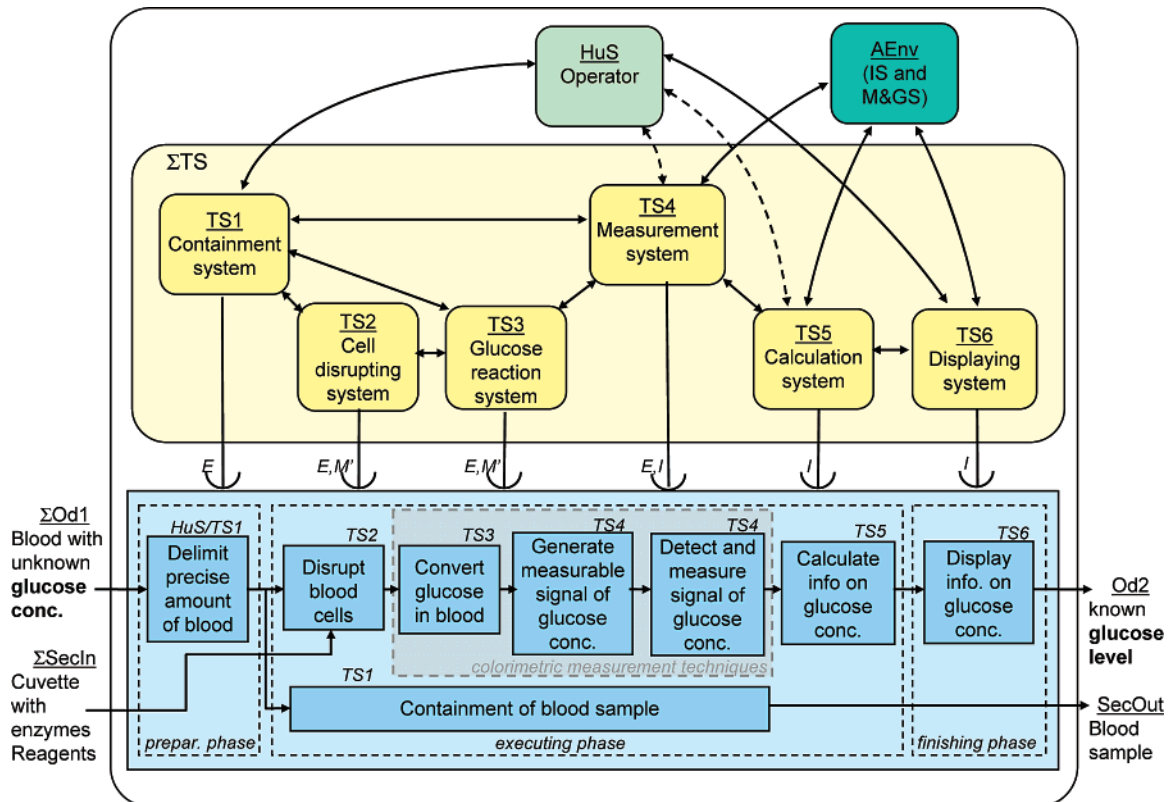 HuS
Operator
AEnv
(IS and
M&GS)
ΣTS
TS1
Containment
system
TS4
Measurement
system
TS2
Cell
disrupting
system
TS3
Glucose
reaction
system
TS5
Calculation
system
TS6
Displaying
system
E
E,M'
E,M'
E,I
I
I
ΣOd1
Blood with
unknown
glucose
conc.
ΣSecIn
Cuvette
with
enzymes
Reagents
HuS/TS1
Delimit
precise
amount
of blood
prepar. phase
TS2
Disrupt
blood
cells
TS3
Convert
glucose
in blood
TS4
Generate
measurable
signal of
glucose
conc.
TS4
Detect and
measure
signal of
glucose
conc.
colorimetric measurement techniques
TS5
Calculate
info on
glucose
conc.
TS1
Containment of blood sample
executing phase
TS6
Display
info. on
glucose
conc.
finishing phase
Od2
known
glucose
level
SecOut
Blood
sample